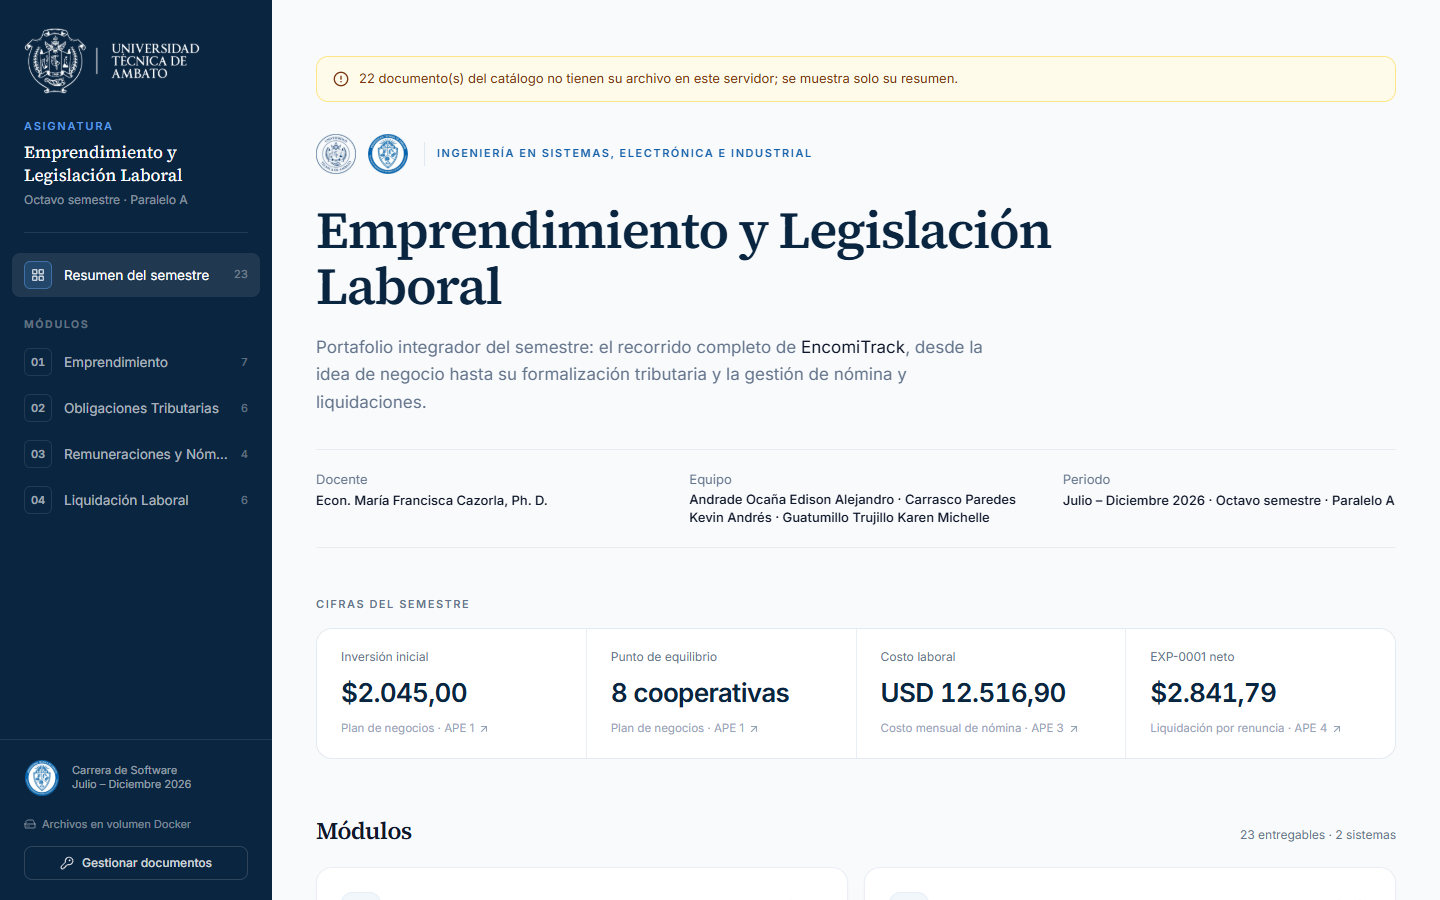 UNIVERSIDAD
TÉCNICA DE
AMBATO
ASIGNATURA
Emprendimiento y
Legislación Laboral
Octavo semestre · Paralelo A
Resumen del semestre 23
MÓDULOS
01 Emprendimiento 7
02 Obligaciones Tributarias 6
03 Remuneraciones y Nóm... 4
04 Liquidación Laboral 6
Carrera de Software
Julio – Diciembre 2026
Archivos en volumen Docker
Gestionar documentos
22 documento(s) del catálogo no tienen su archivo en este servidor; se muestra solo su resumen.
INGENIERÍA EN SISTEMAS, ELECTRÓNICA E INDUSTRIAL
Emprendimiento y Legislación
Laboral
Portafolio integrador del semestre: el recorrido completo de EncomiTrack, desde la
idea de negocio hasta su formalización tributaria y la gestión de nómina y
liquidaciones.
Docente
Econ. María Francisca Cazorla, Ph. D.
Equipo
Andrade Ocaña Edison Alejandro · Carrasco Paredes
Kevin Andrés · Guatumillo Trujillo Karen Michelle
Periodo
Julio – Diciembre 2026 · Octavo semestre · Paralelo A
CIFRAS DEL SEMESTRE
Inversión inicial
$2.045,00
Plan de negocios · APE 1
Punto de equilibrio
8 cooperativas
Plan de negocios · APE 1
Costo laboral
USD 12.516,90
Costo mensual de nómina · APE 3
EXP-0001 neto
$2.841,79
Liquidación por renuncia · APE 4
Módulos
23 entregables · 2 sistemas